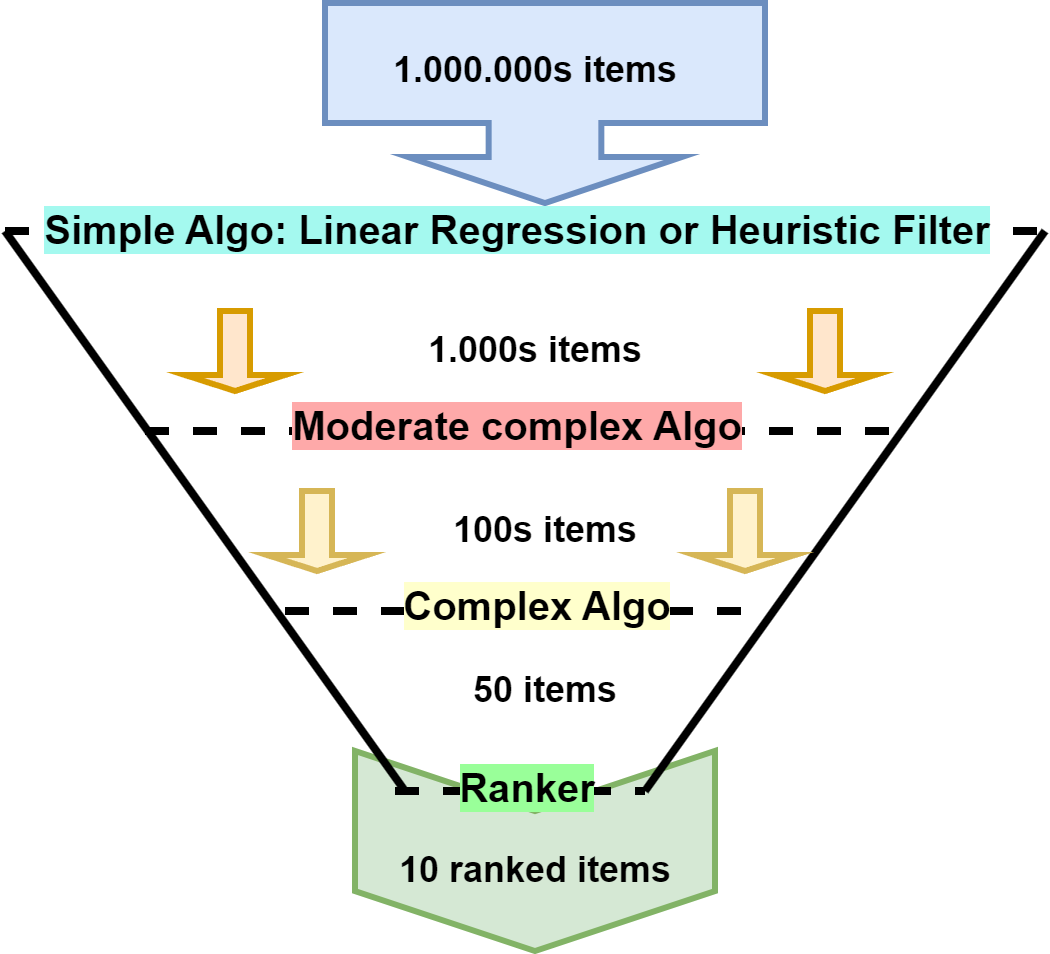 1.000.000s items
Simple Algo: Linear Regression or Heuristic Filter
1.000s items
Moderate complex Algo
100s items
Complex Algo
50 items
Ranker
10 ranked items